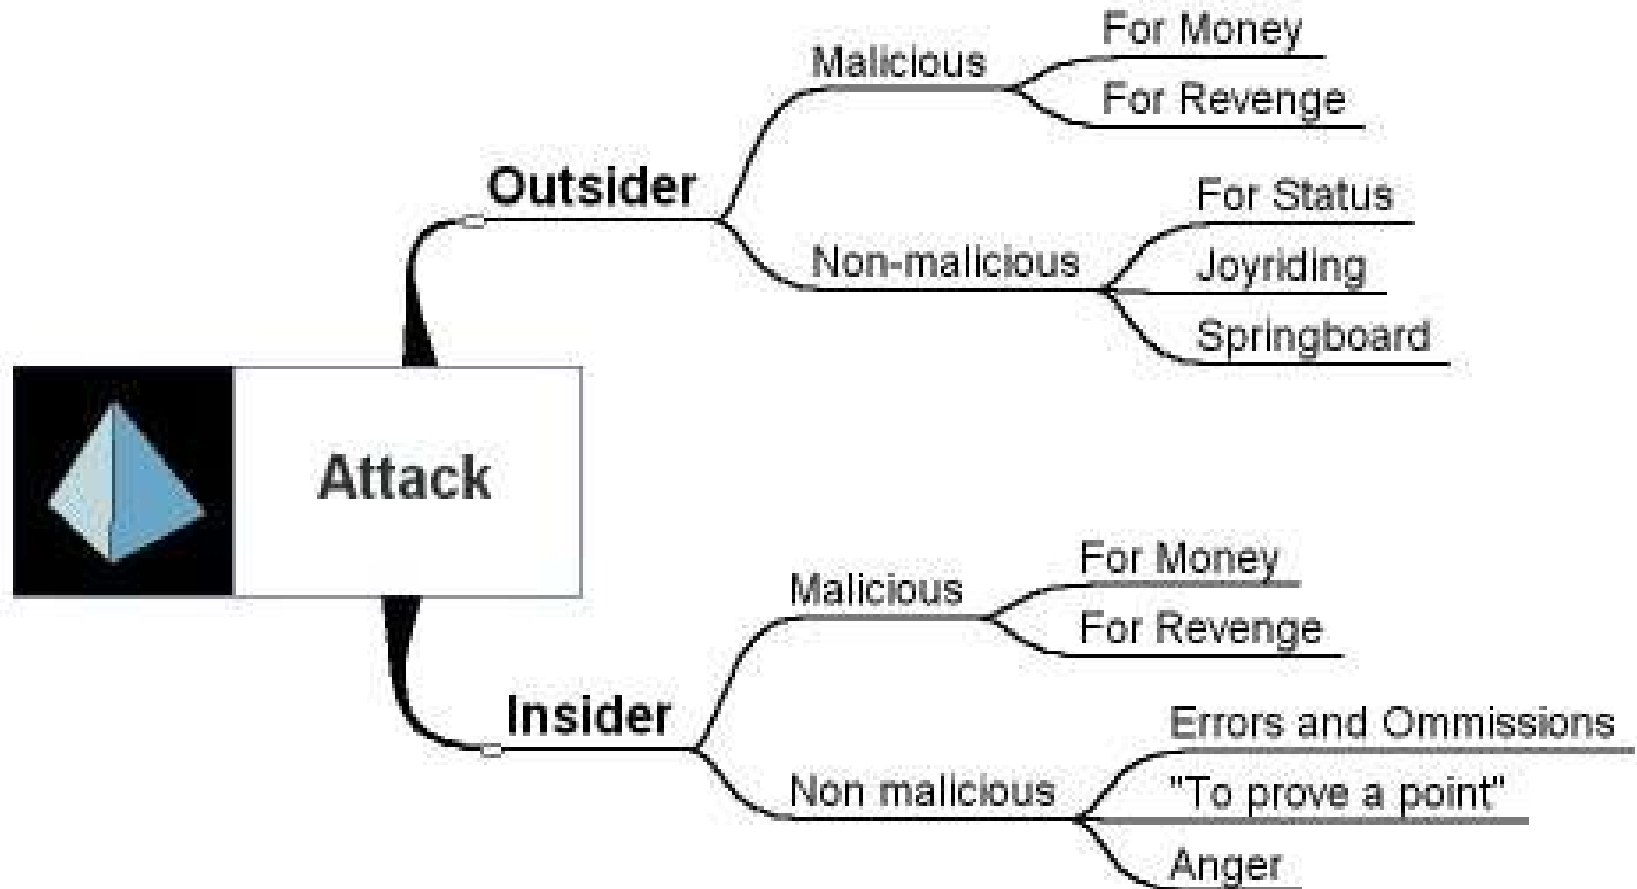 For Money
Malicious
For Revenge
Outsider
For Status
Non-malicious
Joyriding
Springboard
Attack
For Money
Malicious
For Revenge
Insider
Errors and Ommissions
Non malicious
"To prove a point"
Anger